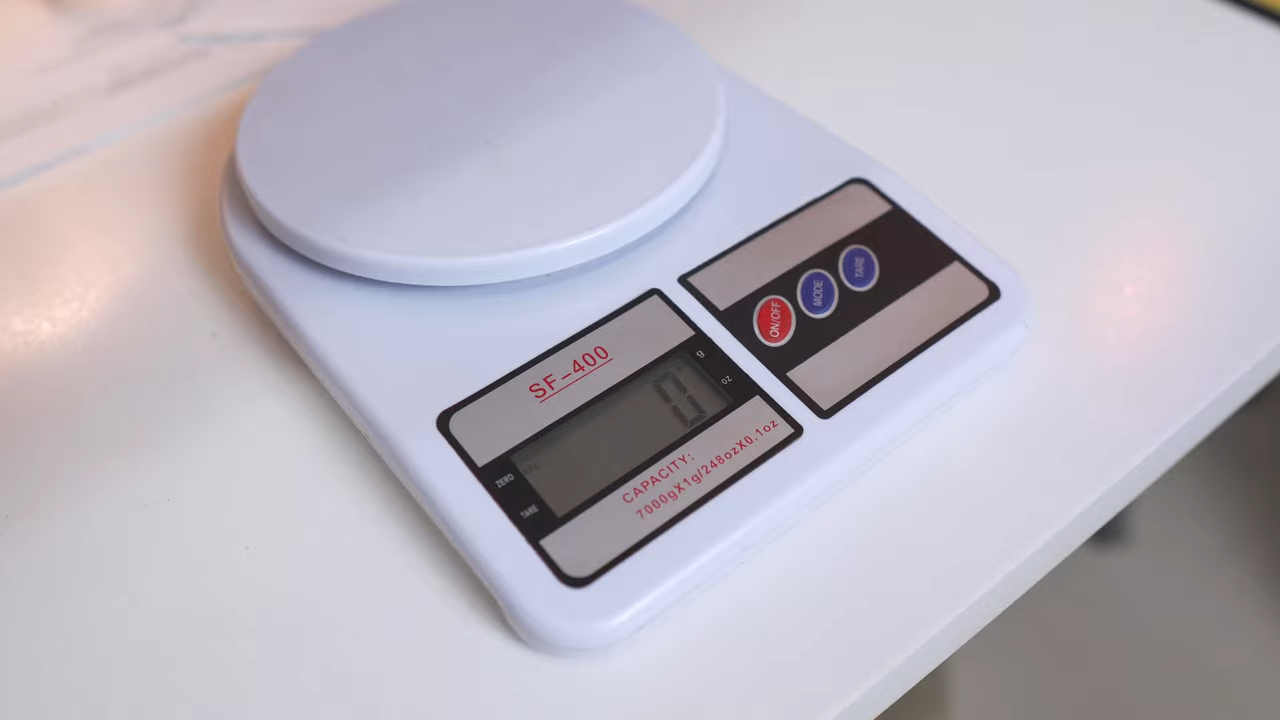 SF-400
g
0
oz
ZERO
TARE
CAPACITY:
7000gX1g/248ozX0.1oz
ON/OFF
MODE
TARE